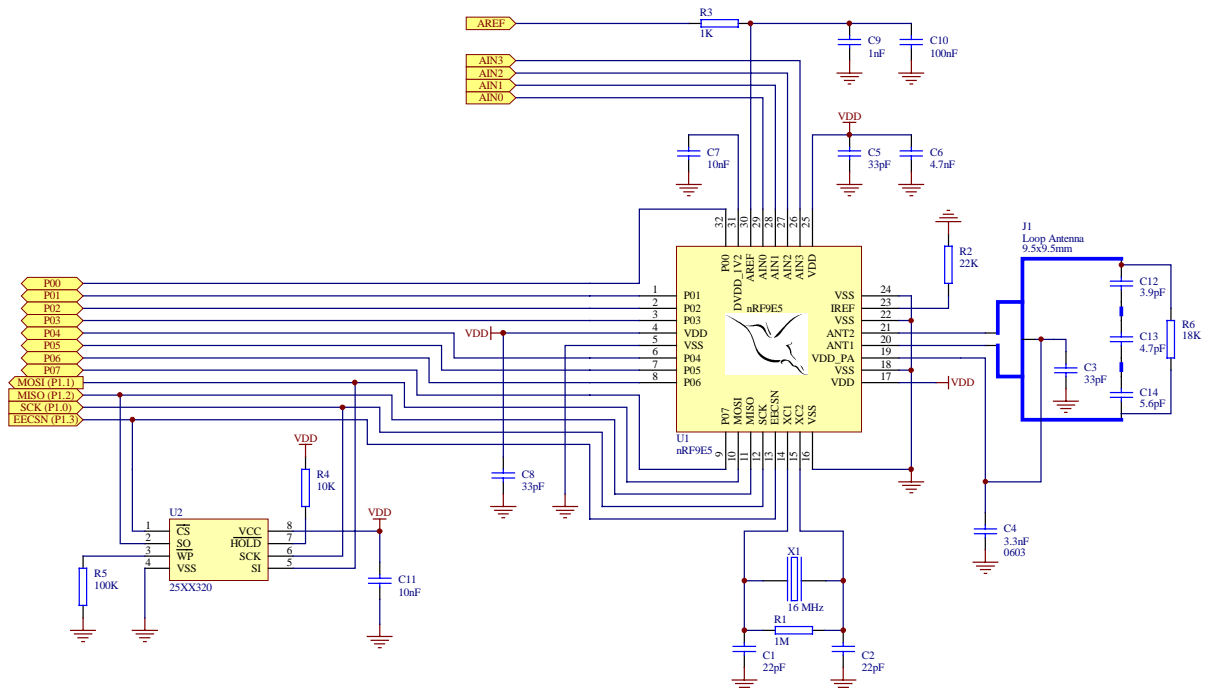 AREF
R3
1K
C9
1nF
C10
100nF
AIN3
AIN2
AIN1
AIN0
VDD
C7
10nF
C5
33pF
C6
4.7nF
32
31
30
29
28
27
26
25
P00
DVDD_1V2
AREF
AIN0
AIN1
AIN2
AIN3
VDD
R2
22K
J1
Loop Antenna
9.5x9.5mm
P00
P01
P02
P03
P04
P05
P06
P07
MOSI (P1.1)
MISO (P1.2)
SCK (P1.0)
EECSN (P1.3)
VDD
1
2
3
4
5
6
7
8
P01
P02
P03
VDD
VSS
P04
P05
P06
nRF9E5
VSS
IREF
VSS
ANT2
ANT1
VDD_PA
VSS
VDD
24
23
22
21
20
19
18
17
VDD
C12
3.9pF
C13
4.7pF
C14
5.6pF
R6
18K
C3
33pF
P07
MOSI
MISO
SCK
EECSN
XC1
XC2
VSS
9
10
11
12
13
14
15
16
U1
nRF9E5
VDD
R4
10K
C8
33pF
U2
1
2
3
4
CS
SO
WP
VSS
VCC
HOLD
SCK
SI
8
7
6
5
25XX320
VDD
R5
100K
C11
10nF
C4
3.3nF
0603
X1
16 MHz
R1
1M
C1
22pF
C2
22pF